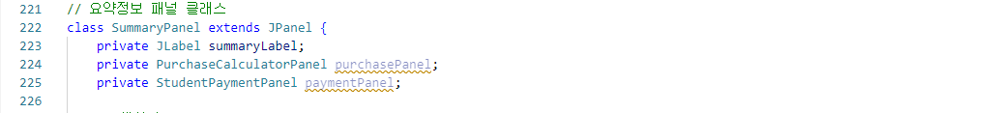 221 // 요약정보 패널 클래스
222 class SummaryPanel extends JPanel {
223 private JLabel summaryLabel;
224 private PurchaseCalculatorPanel purchasePanel;
225 private StudentPaymentPanel paymentPanel;
226